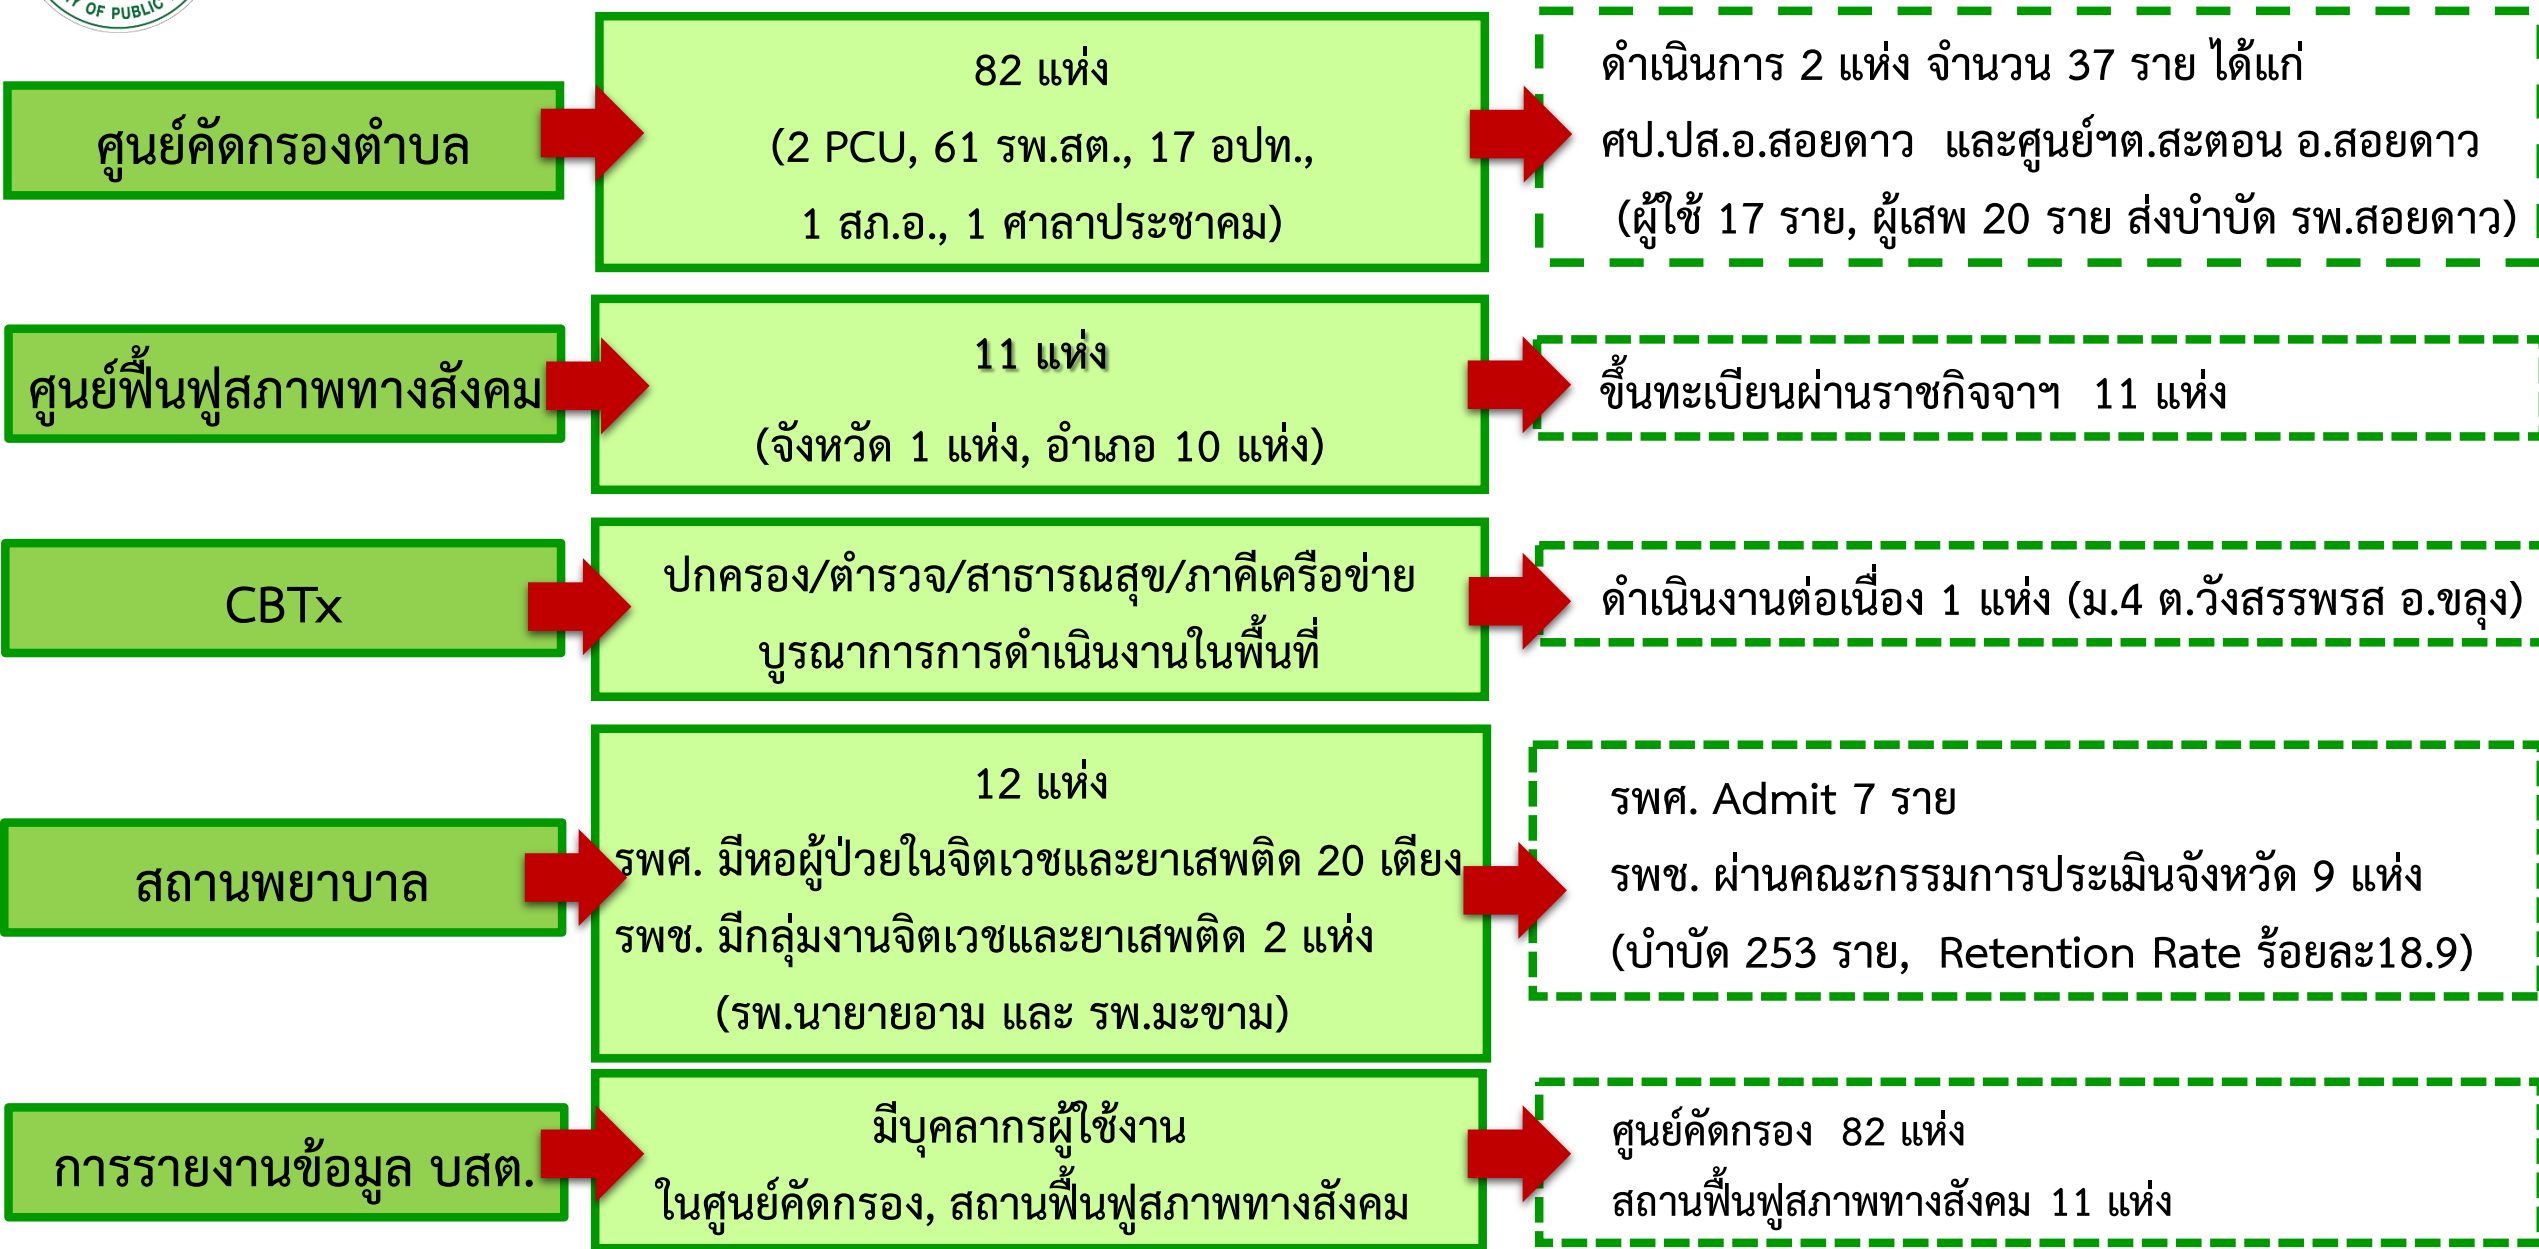 Y OF PUBLIC
ศูนย์คัดกรองตำบล
82 แห่ง
(2 PCU, 61 รพ.สต., 17 อปท.,
1 สภ.อ., 1 ศาลาประชาคม)
ดำเนินการ 2 แห่ง จำนวน 37 ราย ได้แก่
ศป.ปส.อ.สอยดาว และศูนย์ฯต.สะตอน อ.สอยดาว
(ผู้ใช้ 17 ราย, ผู้เสพ 20 ราย ส่งบำบัด รพ.สอยดาว)
ศูนย์ฟื้นฟูสภาพทางสังคม
11 แห่ง
(จังหวัด 1 แห่ง, อำเภอ 10 แห่ง)
ขึ้นทะเบียนผ่านราชกิจจาฯ 11 แห่ง
CBTx
ปกครอง/ตำรวจ/สาธารณสุข/ภาคีเครือข่าย
บูรณาการการดำเนินงานในพื้นที่
ดำเนินงานต่อเนื่อง 1 แห่ง (ม.4 ต.วังสรรพรส อ.ขลุง)
สถานพยาบาล
12 แห่ง
รพศ. มีหอผู้ป่วยในจิตเวชและยาเสพติด 20 เตียง
รพช. มีกลุ่มงานจิตเวชและยาเสพติด 2 แห่ง
(รพ.นายายอาม และ รพ.มะขาม)
รพศ. Admit 7 ราย
รพช. ผ่านคณะกรรมการประเมินจังหวัด 9 แห่ง
(บำบัด 253 ราย, Retention Rate ร้อยละ18.9)
การรายงานข้อมูล บสต.
มีบุคลากรผู้ใช้งาน
ในศูนย์คัดกรอง, สถานฟื้นฟูสภาพทางสังคม
ศูนย์คัดกรอง 82 แห่ง
สถานฟื้นฟูสภาพทางสังคม 11 แห่ง